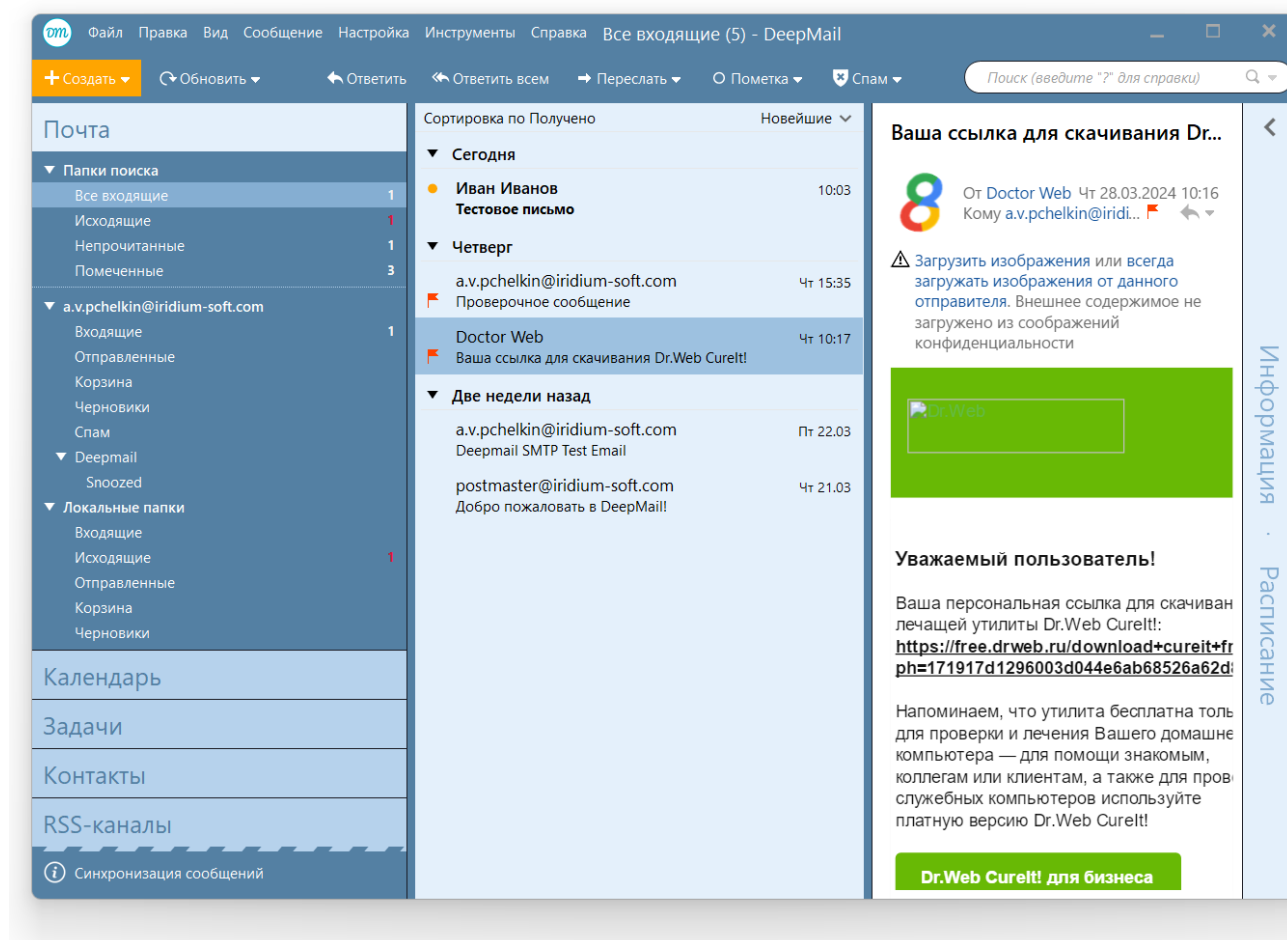 Файл Правка Вид Сообщение Настройка Инструменты Справка Все входящие (5) - DeepMail
Создать Обновить Ответить Ответить всем Переслать Пометка Спам Поиск (введите "?" для справки)
Почта
Папки поиска
Все входящие 1
Исходящие 1
Непрочитанные 1
Помеченные 3
a.v.pchelkin@iridium-soft.com
Входящие 1
Отправленные
Корзина
Черновики
Спам
Deepmail
Snoozed
Локальные папки
Входящие
Исходящие 1
Отправленные
Корзина
Черновики
Календарь
Задачи
Контакты
RSS-каналы
Синхронизация сообщений
Сортировка по Получено Новейшие
Сегодня
Иван Иванов 10:03
Тестовое письмо
Четверг
a.v.pchelkin@iridium-soft.com Чт 15:35
Проверочное сообщение
Doctor Web Чт 10:17
Ваша ссылка для скачивания Dr.Web CureIt!
Две недели назад
a.v.pchelkin@iridium-soft.com Пт 22.03
Deepmail SMTP Test Email
postmaster@iridium-soft.com Чт 21.03
Добро пожаловать в DeepMail!
Ваша ссылка для скачивания Dr...
От Doctor Web Чт 28.03.2024 10:16
Кому a.v.pchelkin@iridi...
Загрузить изображения или всегда
загружать изображения от данного
отправителя. Внешнее содержимое не
загружено из соображений
конфиденциальности
Dr.Web
Уважаемый пользователь!
Ваша персональная ссылка для скачиван
лечащей утилиты Dr.Web CureIt!:
https://free.drweb.ru/download+cureit+fr
ph=171917d1296003d044e6ab68526a62d8
Напоминаем, что утилита бесплатна толь
для проверки и лечения Вашего домашне
компьютера — для помощи знакомым,
коллегам или клиентам, а также для пров
служебных компьютеров используйте
платную версию Dr.Web CureIt!
Dr.Web CureIt! для бизнеса
Информация · Расписание